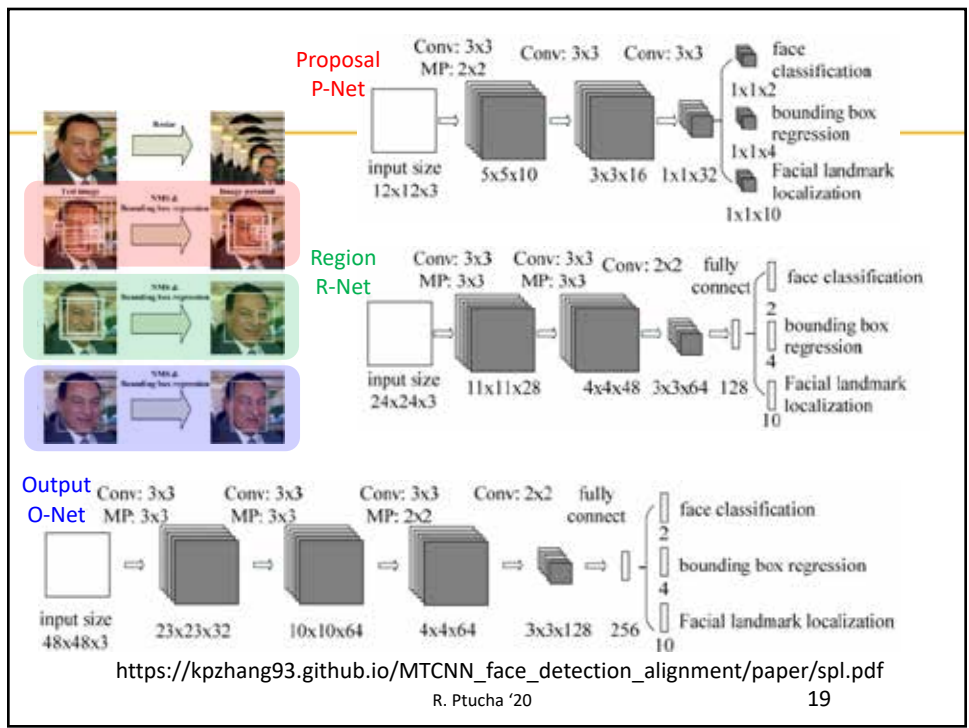 Proposal
P-Net
Conv: 3x3
MP: 2x2
Conv: 3x3
Conv: 3x3
face
classification
1x1x2
bounding box
regression
1x1x4
Facial landmark
localization
1x1x10
input size
12x12x3
5x5x10
3x3x16
1x1x32
Resize
Test image
Image pyramid
NMS &
Bounding box regression
NMS &
Bounding box regression
NMS &
Bounding box regression
Region
R-Net
Conv: 3x3
MP: 3x3
Conv: 3x3
MP: 3x3
Conv: 2x2
fully
connect
face classification
2
bounding box
regression
4
Facial landmark
localization
10
input size
24x24x3
11x11x28
4x4x48
3x3x64
128
Output
O-Net
Conv: 3x3
MP: 3x3
Conv: 3x3
MP: 3x3
Conv: 3x3
MP: 2x2
Conv: 2x2
fully
connect
face classification
2
bounding box regression
4
Facial landmark localization
10
input size
48x48x3
23x23x32
10x10x64
4x4x64
3x3x128
256
https://kpzhang93.github.io/MTCNN_face_detection_alignment/paper/spl.pdf
R. Ptucha ‘20
19